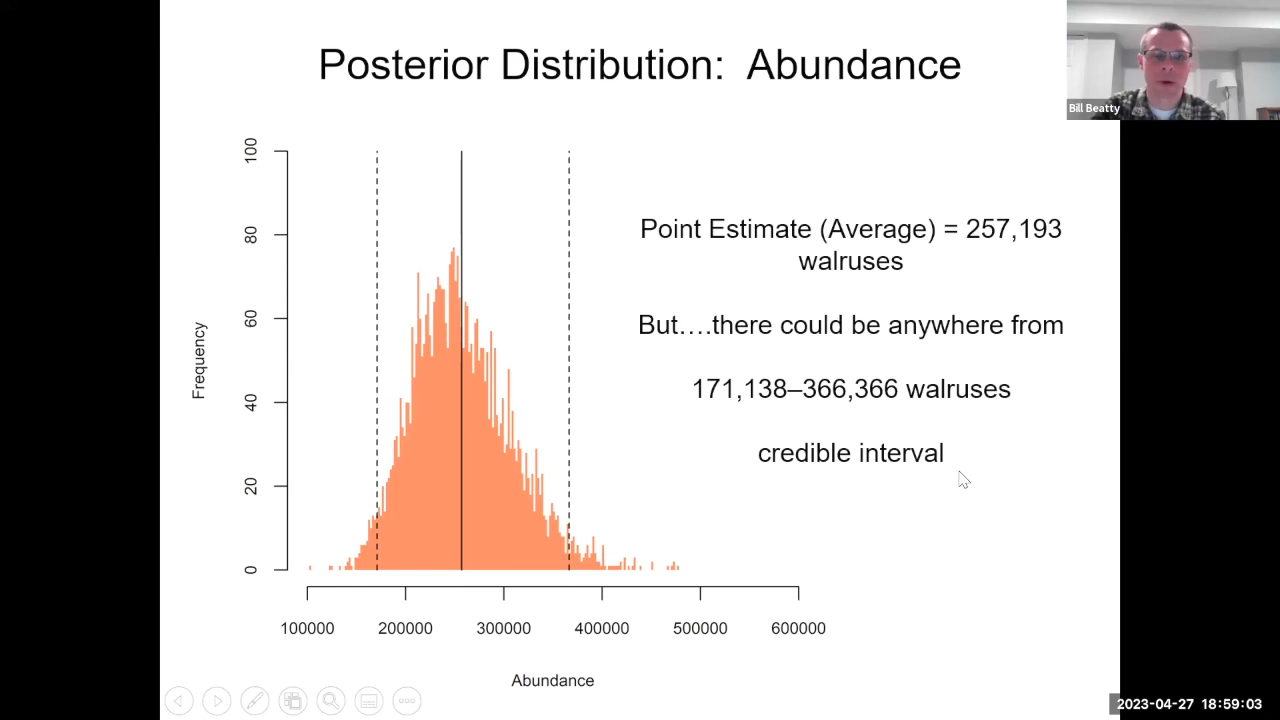 Posterior Distribution:  Abundance
Bill Beatty
Point Estimate (Average) = 257,193
walruses
But….there could be anywhere from
171,138–366,366 walruses
credible interval
Frequency
100
80
60
40
20
0
100000 200000 300000 400000 500000 600000
Abundance
2023-04-27 18:59:03